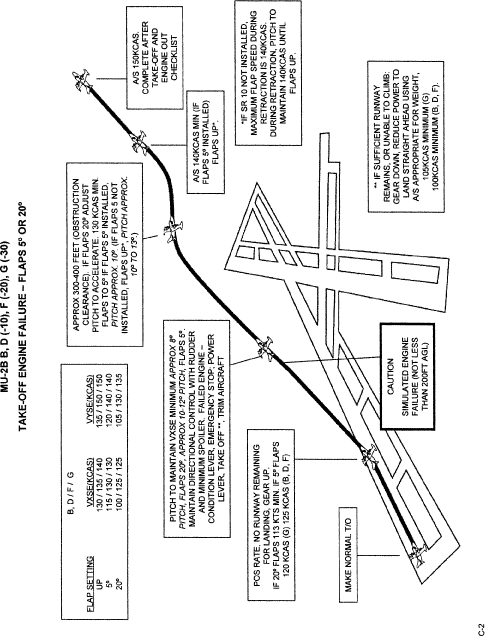 MU-2B B, D (-10), F (-20), G (-30)
TAKE-OFF ENGINE FAILURE – FLAPS 5° OR 20°
B, D / F / G
FLAP SETTING VXSE(KCAS) VYSE(KCAS)
UP 130 / 135 / 140 135 / 150 / 150
5° 115 / 130 / 130 120 / 140 / 140
20° 100 / 125 / 125 105 / 130 / 135
MAKE NORMAL T/O
POS RATE, NO RUNWAY REMAINING
FOR LANDING, GEAR UP.
IF 20° FLAPS 113 KTS MIN. IF 5° FLAPS
120 KCAS (G) 125 KCAS (B, D, F)
CAUTION
SIMULATED ENGINE
FAILURE (NOT LESS
THAN 200FT AGL)
PITCH TO MAINTAIN VXSE MINIMUM APPROX 8°
PITCH, FLAPS 20°, APPROX 10-12° PITCH, FLAPS 5°.
MAINTAIN DIRECTIONAL CONTROL WITH RUDDER
AND MINIMUM SPOILER. FAILED ENGINE –
CONDITION LEVER, EMERGENCY STOP; POWER
LEVER, TAKE OFF **, TRIM AIRCRAFT
APPROX 300-400 FEET (OBSTRUCTION
CLEARANCE). IF FLAPS 20° ADJUST
PITCH TO ACCELERATE. 130 KCAS MIN.
FLAPS TO 5° IF FLAPS 5° INSTALLED,
PITCH APPROX. 10°. (IF FLAPS 5 NOT
INSTALLED, FLAPS UP*, PITCH APPROX.
10° TO 13°.)
A/S 140KCAS MIN (IF
FLAPS 5° INSTALLED)
FLAPS UP*.
A/S 150KCAS.
COMPLETE AFTER
TAKE-OFF AND
ENGINE OUT
CHECKLIST
*IF SR 10 NOT INSTALLED,
MAXIMUM FLAP SPEED DURING
RETRACTION IS 140KCAS.
DURING RETRACTION, PITCH TO
MAINTAIN 140KCAS UNTIL
FLAPS UP.
** IF SUFFICIENT RUNWAY
REMAINS, OR UNABLE TO CLIMB:
GEAR DOWN, REDUCE POWER TO
LAND STRAIGHT AHEAD USING
A/S APPROPRIATE FOR WEIGHT,
105KCAS MINIMUM (G)
100KCAS MINIMUM (B, D, F).
C-2